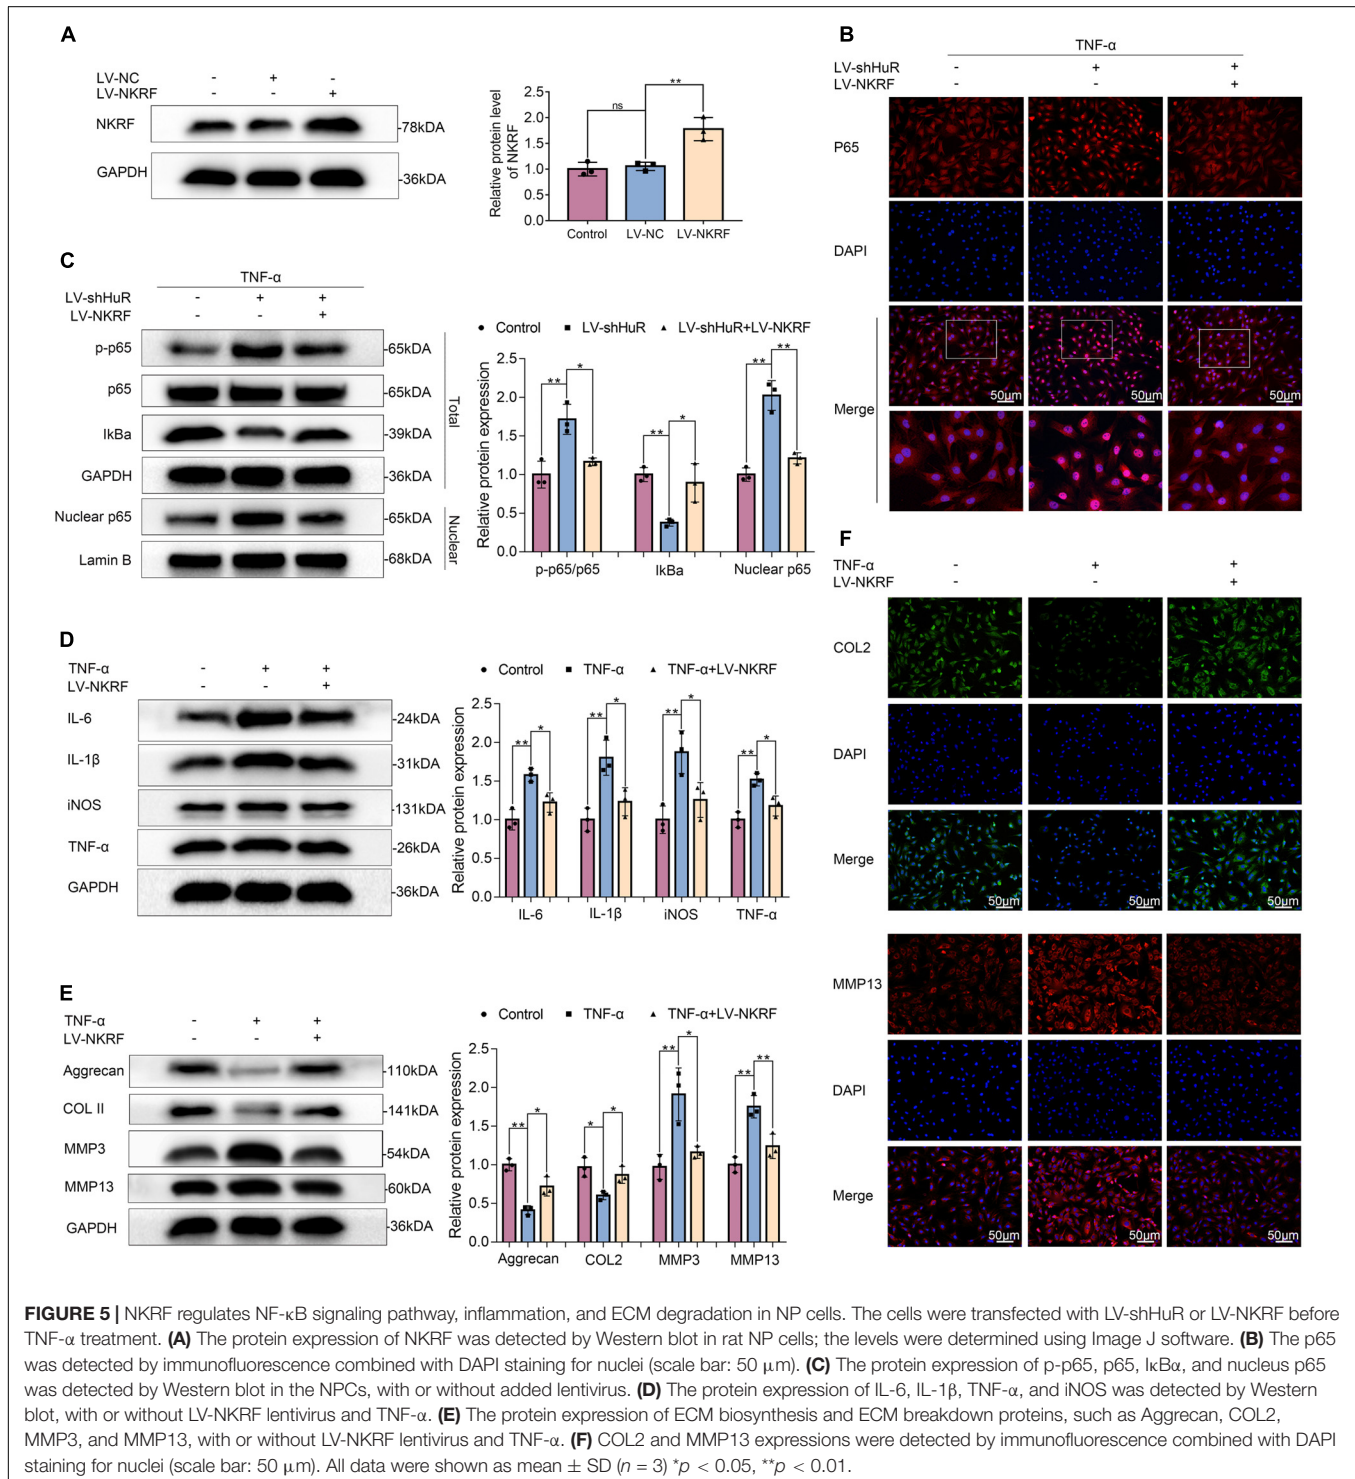 A
LV-NC - + -
LV-NKRF - - +
NKRF -78kDA
GAPDH -36kDA
Relative protein level
of NKRF
2.5
2.0
1.5
1.0
0.5
0.0
ns
**
Control LV-NC LV-NKRF
B
TNF-α
LV-shHuR - + +
LV-NKRF - - +
P65
DAPI
Merge
50μm 50μm 50μm
C
TNF-α
LV-shHuR - + +
LV-NKRF - - +
p-p65 -65kDA
p65 -65kDA
IkBa -39kDA
GAPDH -36kDA
Total
Nuclear p65 -65kDA
Lamin B -68kDA
Nuclear
Control LV-shHuR LV-shHuR+LV-NKRF
Relative protein expression
2.5
2.0
1.5
1.0
0.5
0.0
** * ** * ** **
p-p65/p65 IkBa Nuclear p65
D
TNF-α - + +
LV-NKRF - - +
IL-6 -24kDA
IL-1β -31kDA
iNOS -131kDA
TNF-α -26kDA
GAPDH -36kDA
Control TNF-α TNF-α+LV-NKRF
Relative protein expression
2.5
2.0
1.5
1.0
0.5
0.0
** * ** * ** * ** *
IL-6 IL-1β iNOS TNF-α
E
TNF-α - + +
LV-NKRF - - +
Aggrecan -110kDA
COL II -141kDA
MMP3 -54kDA
MMP13 -60kDA
GAPDH -36kDA
Control TNF-α TNF-α+LV-NKRF
Relative protein expression
2.5
2.0
1.5
1.0
0.5
0.0
** * * * ** * ** **
Aggrecan COL2 MMP3 MMP13
F
TNF-α - + +
LV-NKRF - - +
COL2
DAPI
Merge
50μm 50μm 50μm
MMP13
DAPI
Merge
50μm 50μm 50μm
FIGURE 5 | NKRF regulates NF-κB signaling pathway, inflammation, and ECM degradation in NP cells. The cells were transfected with LV-shHuR or LV-NKRF before
TNF-α treatment. (A) The protein expression of NKRF was detected by Western blot in rat NP cells; the levels were determined using Image J software. (B) The p65
was detected by immunofluorescence combined with DAPI staining for nuclei (scale bar: 50 μm). (C) The protein expression of p-p65, p65, IκBα, and nucleus p65
was detected by Western blot in the NPCs, with or without added lentivirus. (D) The protein expression of IL-6, IL-1β, TNF-α, and iNOS was detected by Western
blot, with or without LV-NKRF lentivirus and TNF-α. (E) The protein expression of ECM biosynthesis and ECM breakdown proteins, such as Aggrecan, COL2,
MMP3, and MMP13, with or without LV-NKRF lentivirus and TNF-α. (F) COL2 and MMP13 expressions were detected by immunofluorescence combined with DAPI
staining for nuclei (scale bar: 50 μm). All data were shown as mean ± SD (n = 3) *p < 0.05, **p < 0.01.